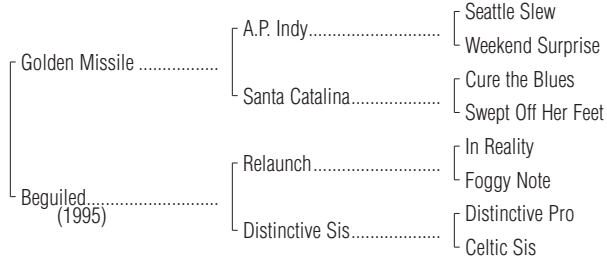 Seattle Slew
A.P. Indy..............................
Weekend Surprise
Golden Missile .................
Cure the Blues
Santa Catalina....................
Swept Off Her Feet
In Reality
Relaunch.............................
Foggy Note
Beguiled............................
(1995)
Distinctive Pro
Distinctive Sis....................
Celtic Sis